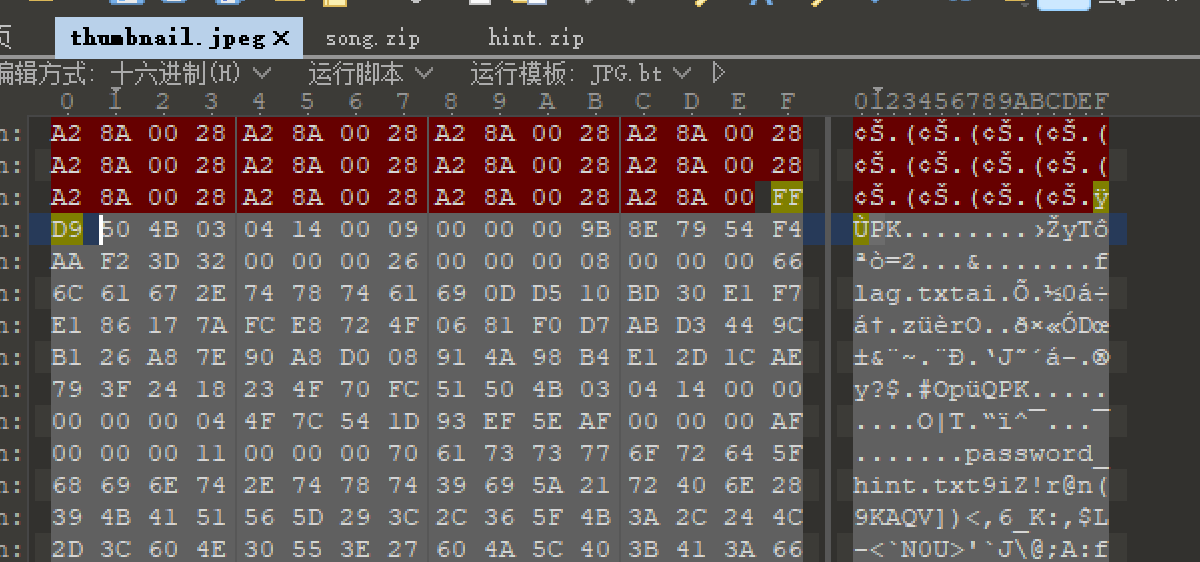 页 thumbnail.jpeg × song.zip hint.zip
编辑方式: 十六进制(H) 运行脚本 运行模板: JPG.bt
0 1 2 3 4 5 6 7 8 9 A B C D E F 0123456789ABCDEF
h: A2 8A 00 28 A2 8A 00 28 A2 8A 00 28 A2 8A 00 28 ¢Š.(¢Š.(¢Š.(¢Š.(
h: A2 8A 00 28 A2 8A 00 28 A2 8A 00 28 A2 8A 00 28 ¢Š.(¢Š.(¢Š.(¢Š.(
h: A2 8A 00 28 A2 8A 00 28 A2 8A 00 28 A2 8A 00 FF ¢Š.(¢Š.(¢Š.(¢Š.ÿ
h: D9 50 4B 03 04 14 00 09 00 00 00 9B 8E 79 54 F4 ÙPK........›ŽyTô
h: AA F2 3D 32 00 00 00 26 00 00 00 08 00 00 00 66 ªò=2...&.......f
h: 6C 61 67 2E 74 78 74 61 69 0D D5 10 BD 30 E1 F7 lag.txtai.Õ.½0á÷
h: E1 86 17 7A FC E8 72 4F 06 81 F0 D7 AB D3 44 9C á†.züèrO..ð×«ÓDœ
h: B1 26 A8 7E 90 A8 D0 08 91 4A 98 B4 E1 2D 1C AE ±&¨~.¨Ð.‘J˜´á-.®
h: 79 3F 24 18 23 4F 70 FC 51 50 4B 03 04 14 00 00 y?$.#OpüQPK.....
h: 00 00 00 04 4F 7C 54 1D 93 EF 5E AF 00 00 00 AF ....O|T.“ï^¯...¯
h: 00 00 00 11 00 00 00 70 61 73 73 77 6F 72 64 5F .......password_
h: 68 69 6E 74 2E 74 78 74 39 69 5A 21 72 40 6E 28 hint.txt9iZ!r@n(
h: 39 4B 41 51 56 5D 29 3C 2C 36 5F 4B 3A 2C 24 4C 9KAQV])<,6_K:,$L
h: 2D 3C 60 4E 30 55 3E 27 60 4A 5C 40 3B 41 3A 66 -<`N0U>'`J\@;A:f